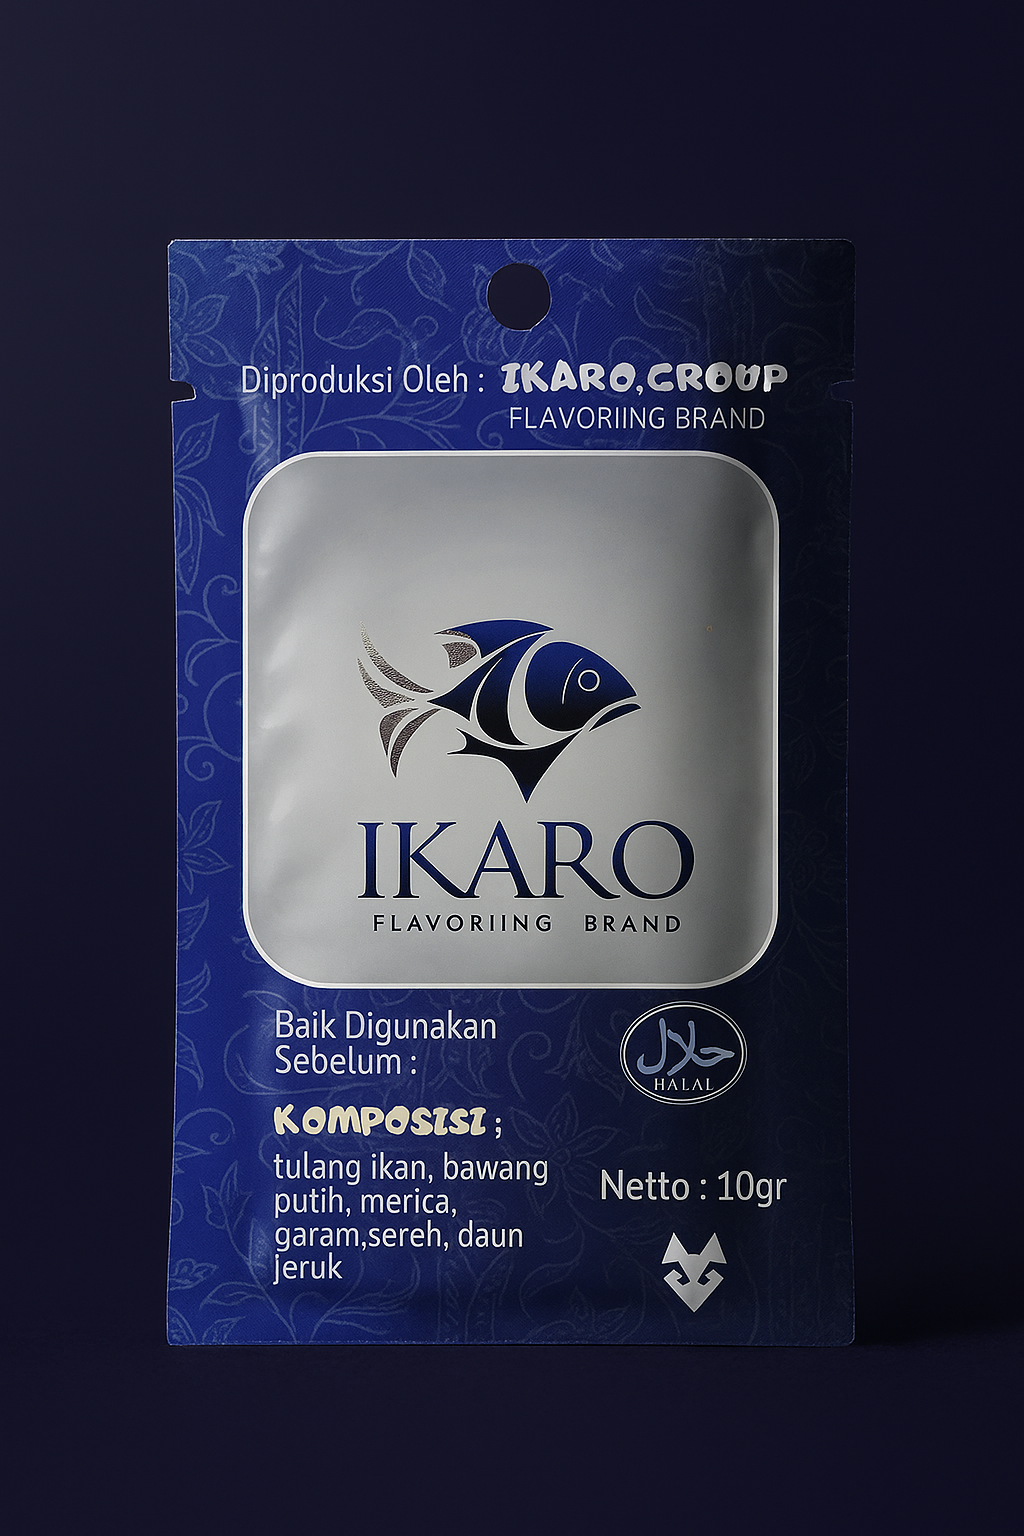 Diproduksi Oleh : IKARO,GROUP
FLAVORIING BRAND
IKARO
FLAVORIING BRAND
Baik Digunakan
Sebelum :
حلال
HALAL
KOMPOSISI ;
tulang ikan, bawang
putih, merica,
garam,sereh, daun
jeruk
Netto : 10gr